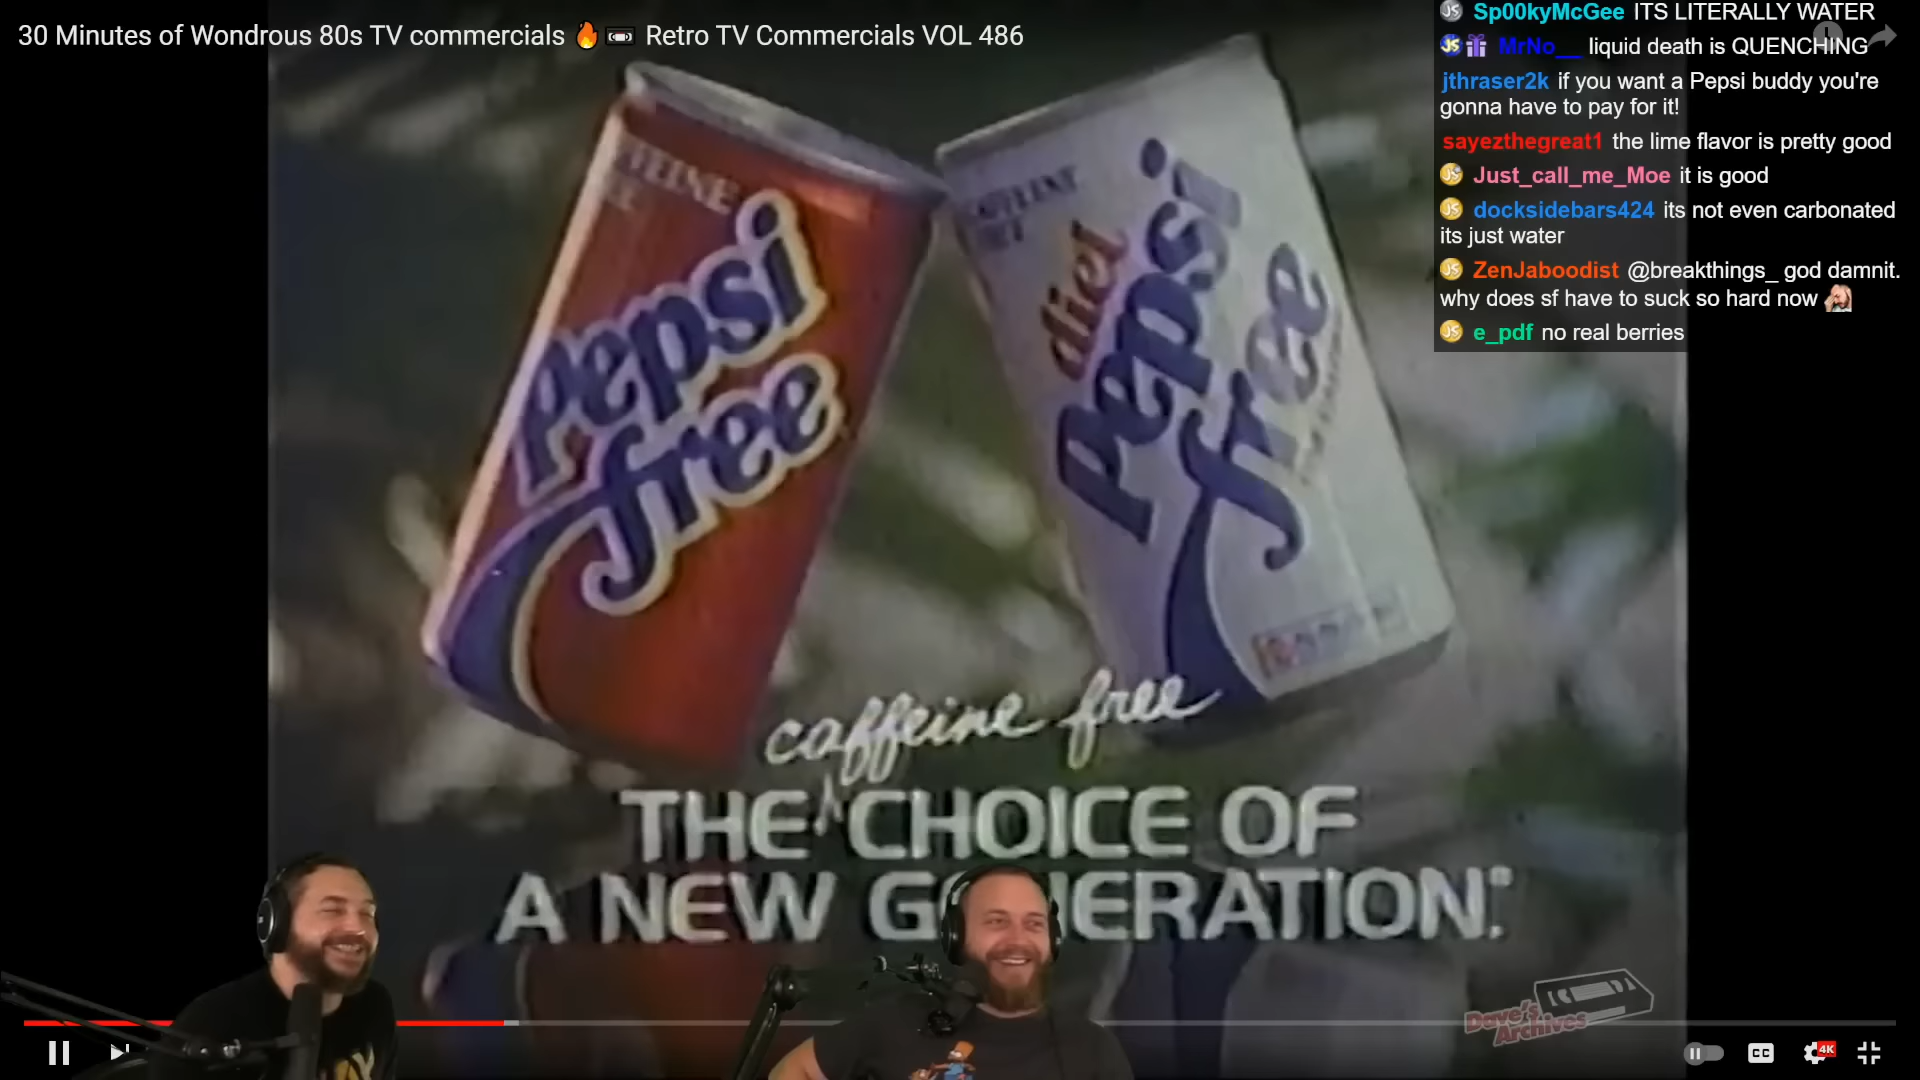 30 Minutes of Wondrous 80s TV commercials 🔥📼 Retro TV Commercials VOL 486
Sp00kyMcGee ITS LITERALLY WATER
MrNo__ liquid death is QUENCHING
jthraser2k if you want a Pepsi buddy you're
gonna have to pay for it!
sayezthegreat1 the lime flavor is pretty good
Just_call_me_Moe it is good
docksidebars424 its not even carbonated
its just water
ZenJaboodist @breakthings_ god damnit.
why does sf have to suck so hard now
e_pdf no real berries
pepsi
free
diet
pepsi
free
caffeine free
THE CHOICE OF
A NEW GENERATION.
Dave's
Archives
CC
4K